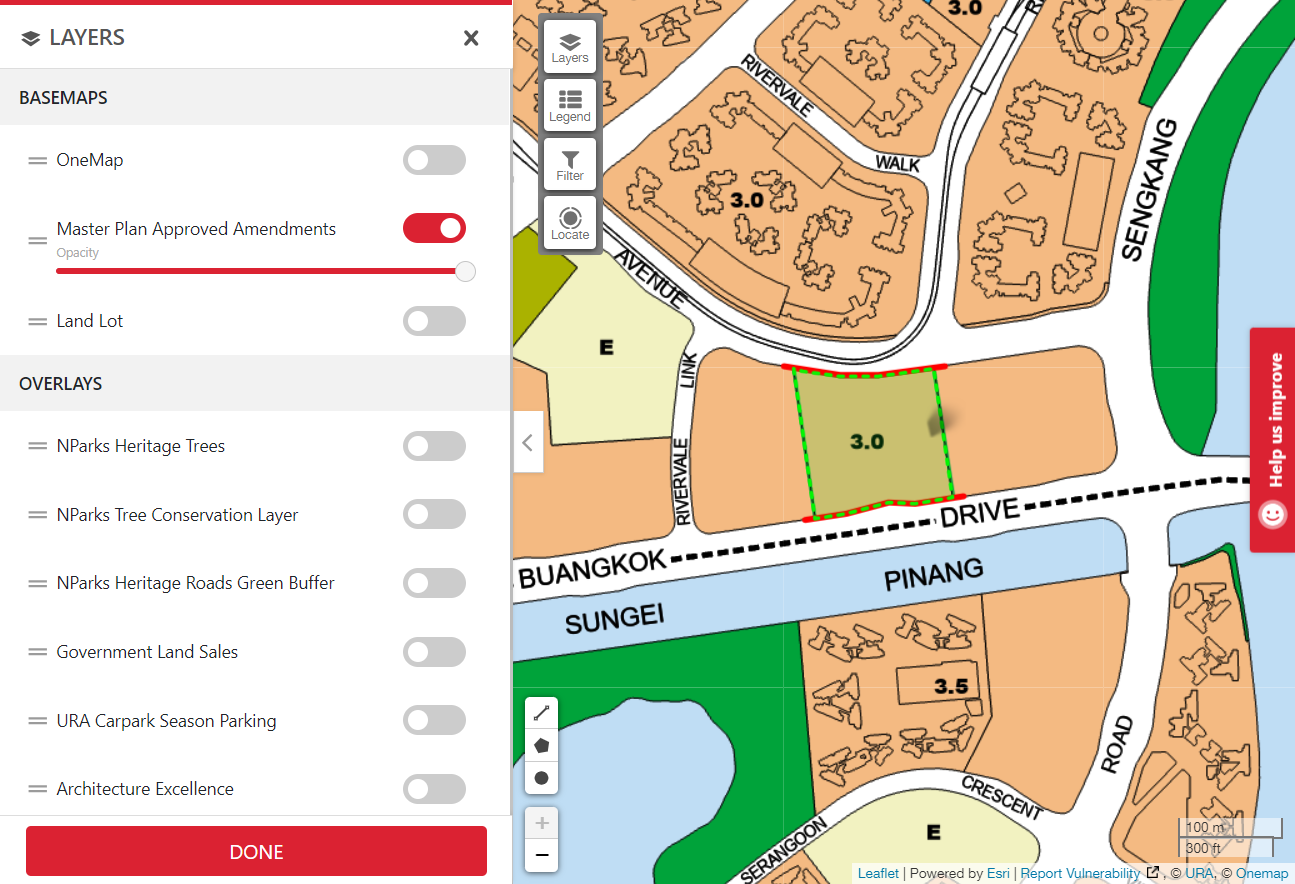 LAYERS
BASEMAPS
OneMap
Master Plan Approved Amendments
Opacity
Land Lot
OVERLAYS
NParks Heritage Trees
NParks Tree Conservation Layer
NParks Heritage Roads Green Buffer
Government Land Sales
URA Carpark Season Parking
Architecture Excellence
DONE
Layers
Legend
Filter
Locate
3.0
RIVERVALE
WALK
SENGKANG
3.0
AVENUE
E
LINK
RIVERVALE
3.0
Help us improve
DRIVE
BUANGKOK
PINANG
SUNGEI
3.5
ROAD
CRESCENT
SERANGOON
E
100 m
300 ft
Leaflet | Powered by Esri | Report Vulnerability , © URA, © Onemap